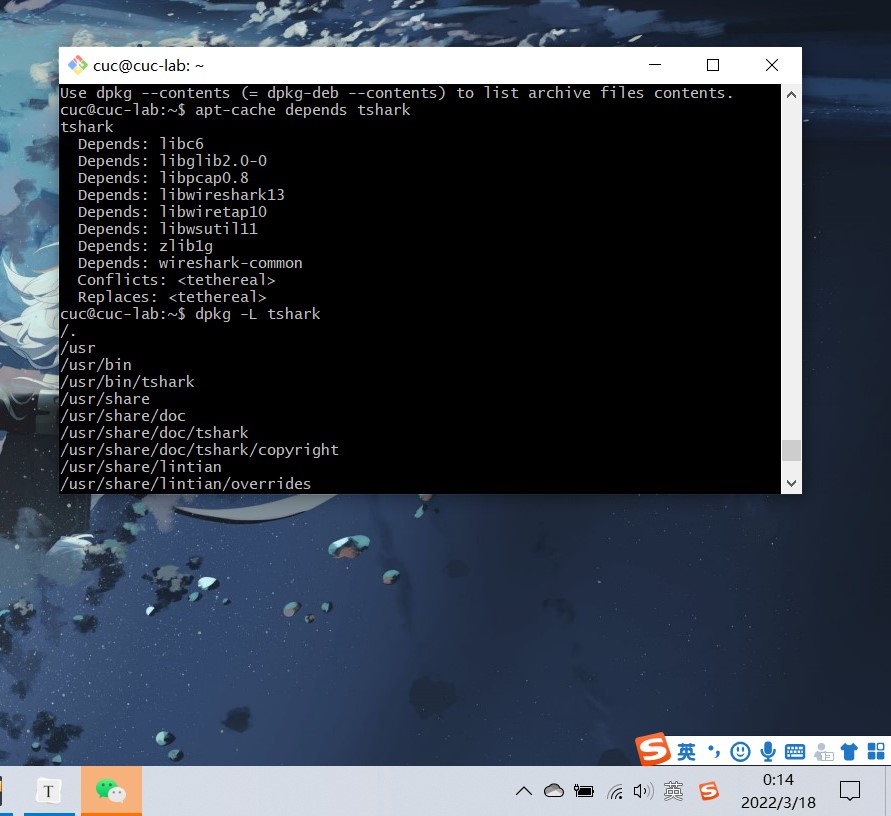 cuc@cuc-lab: ~
Use dpkg --contents (= dpkg-deb --contents) to list archive files contents.
cuc@cuc-lab:~$ apt-cache depends tshark
tshark
  Depends: libc6
  Depends: libglib2.0-0
  Depends: libpcap0.8
  Depends: libwireshark13
  Depends: libwiretap10
  Depends: libwsutil11
  Depends: zlib1g
  Depends: wireshark-common
  Conflicts: <tethereal>
  Replaces: <tethereal>
cuc@cuc-lab:~$ dpkg -L tshark
/.
/usr
/usr/bin
/usr/bin/tshark
/usr/share
/usr/share/doc
/usr/share/doc/tshark
/usr/share/doc/tshark/copyright
/usr/share/lintian
/usr/share/lintian/overrides
S 英
T 英 S 0:14
2022/3/18